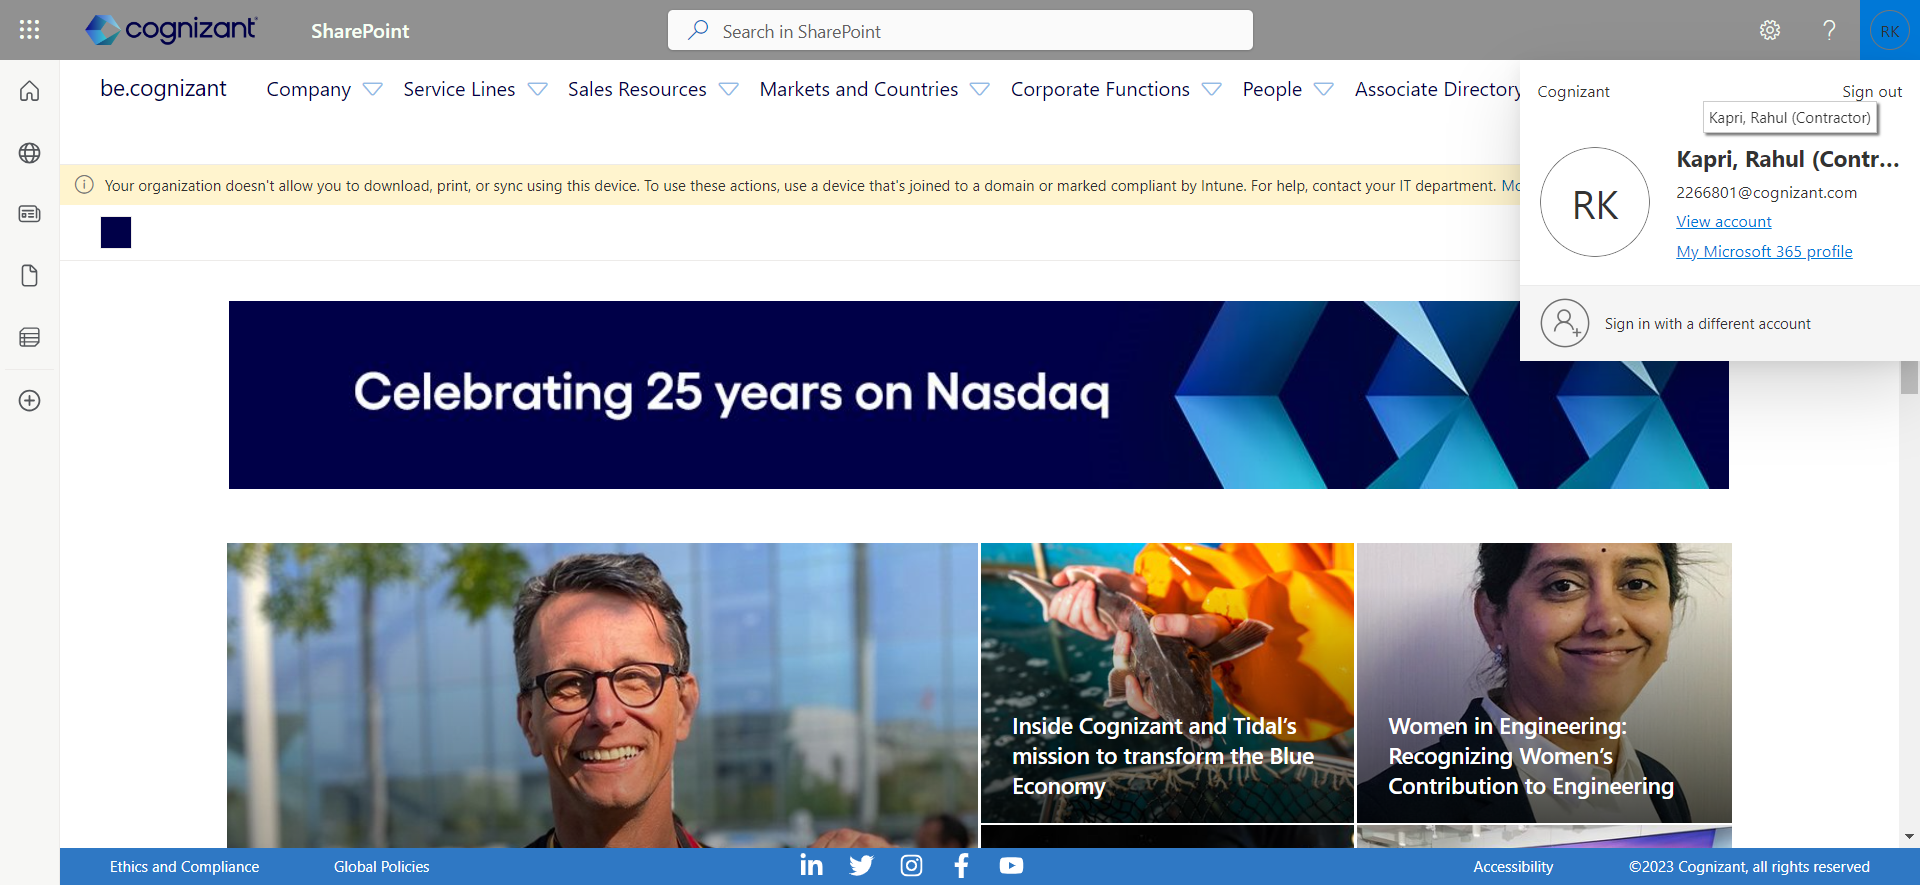 cognizant
SharePoint
Search in SharePoint
?
RK
be.cognizant
Company
Service Lines
Sales Resources
Markets and Countries
Corporate Functions
People
Associate Directory
Cognizant
Sign out
Kapri, Rahul (Contractor)
Kapri, Rahul (Contr...
RK
2266801@cognizant.com
View account
My Microsoft 365 profile
Sign in with a different account
Your organization doesn't allow you to download, print, or sync using this device. To use these actions, use a device that's joined to a domain or marked compliant by Intune. For help, contact your IT department. Mo
Celebrating 25 years on Nasdaq
Inside Cognizant and Tidal's
mission to transform the Blue
Economy
Women in Engineering:
Recognizing Women's
Contribution to Engineering
Ethics and Compliance
Global Policies
in
f
Accessibility
©2023 Cognizant, all rights reserved